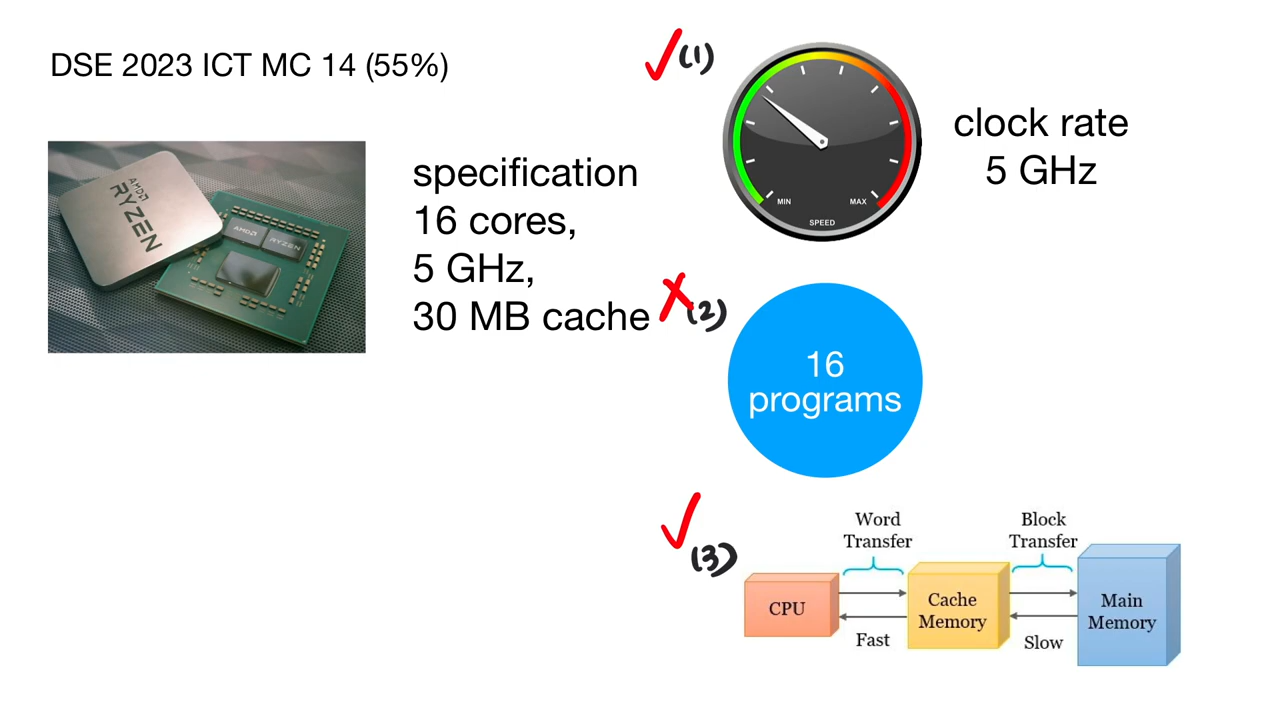 DSE 2023 ICT MC 14 (55%)
AMD
RYZEN
AMD
RYZEN
specification
16 cores,
5 GHz,
30 MB cache
(1)
MIN
MAX
SPEED
clock rate
5 GHz
(2)
16
programs
(3)
Word
Transfer
Block
Transfer
CPU
Cache
Memory
Main
Memory
Fast
Slow